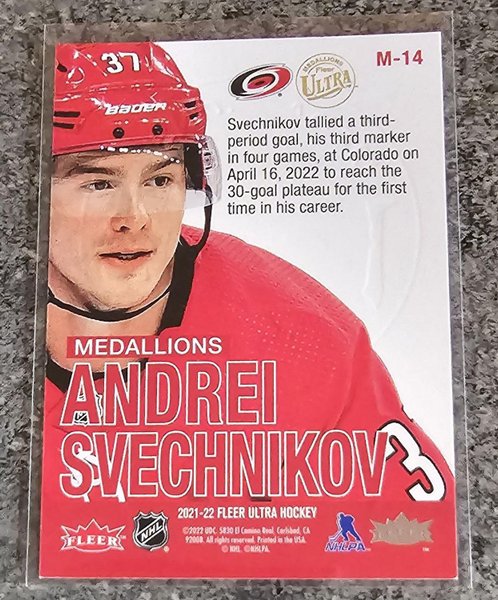 37
BAUER
M-14
MEDALLIONS
Fleer
ULTRA
Svechnikov tallied a third-
period goal, his third marker
in four games, at Colorado on
April 16, 2022 to reach the
30-goal plateau for the first
time in his career.
MEDALLIONS
ANDREI
SVECHNIKOV
3
2021-22 FLEER ULTRA HOCKEY
©2022 UDC. 5830 El Camino Real, Carlsbad, CA
92008. All rights reserved. Printed in the USA.
© NHL. ©NHLPA.
FLEER
NHL
NHLPA